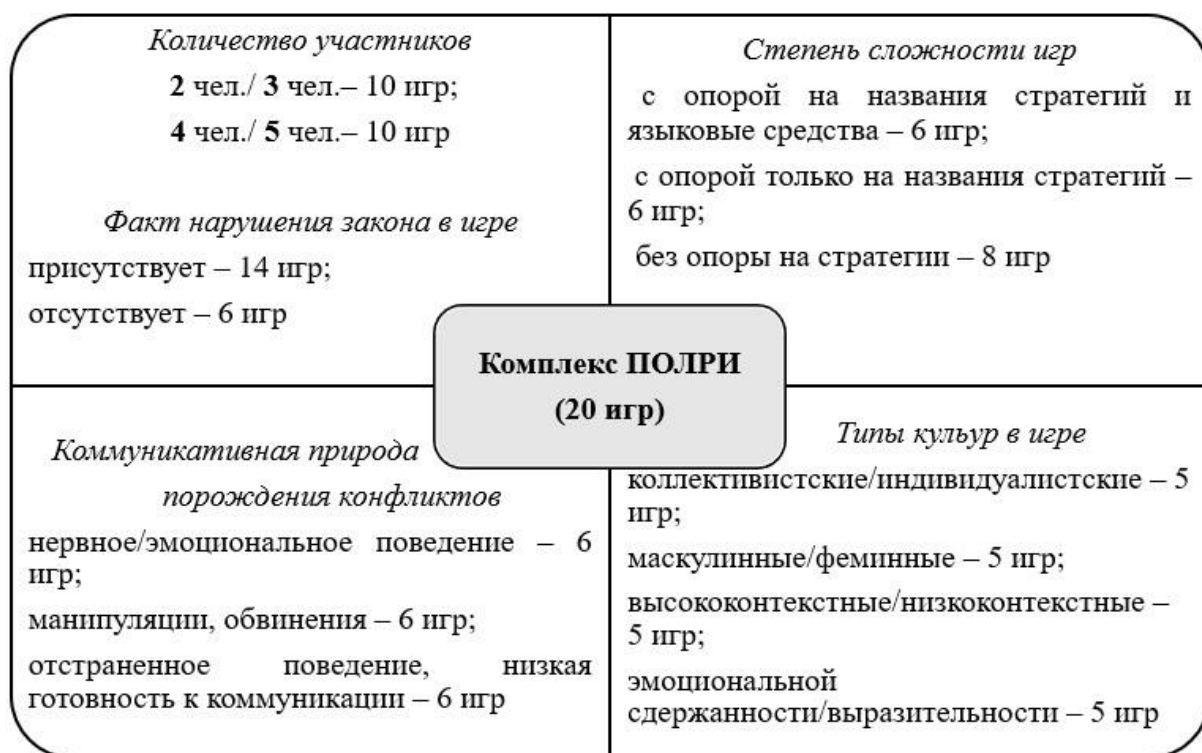 Количество участников
2 чел./ 3 чел.– 10 игр;
4 чел./ 5 чел.– 10 игр
Факт нарушения закона в игре
присутствует – 14 игр;
отсутствует – 6 игр
Степень сложности игр
с опорой на названия стратегий и
языковые средства – 6 игр;
с опорой только на названия стратегий –
6 игр;
без опоры на стратегии – 8 игр
Комплекс ПОЛРИ
(20 игр)
Коммуникативная природа
порождения конфликтов
нервное/эмоциональное поведение – 6
игр;
манипуляции, обвинения – 6 игр;
отстраненное поведение, низкая
готовность к коммуникации – 6 игр
Типы кульур в игре
коллективистские/индивидуалистские – 5
игр;
маскулинные/феминные – 5 игр;
высококонтекстные/низкоконтекстные –
5 игр;
эмоциональной
сдержанности/выразительности – 5 игр